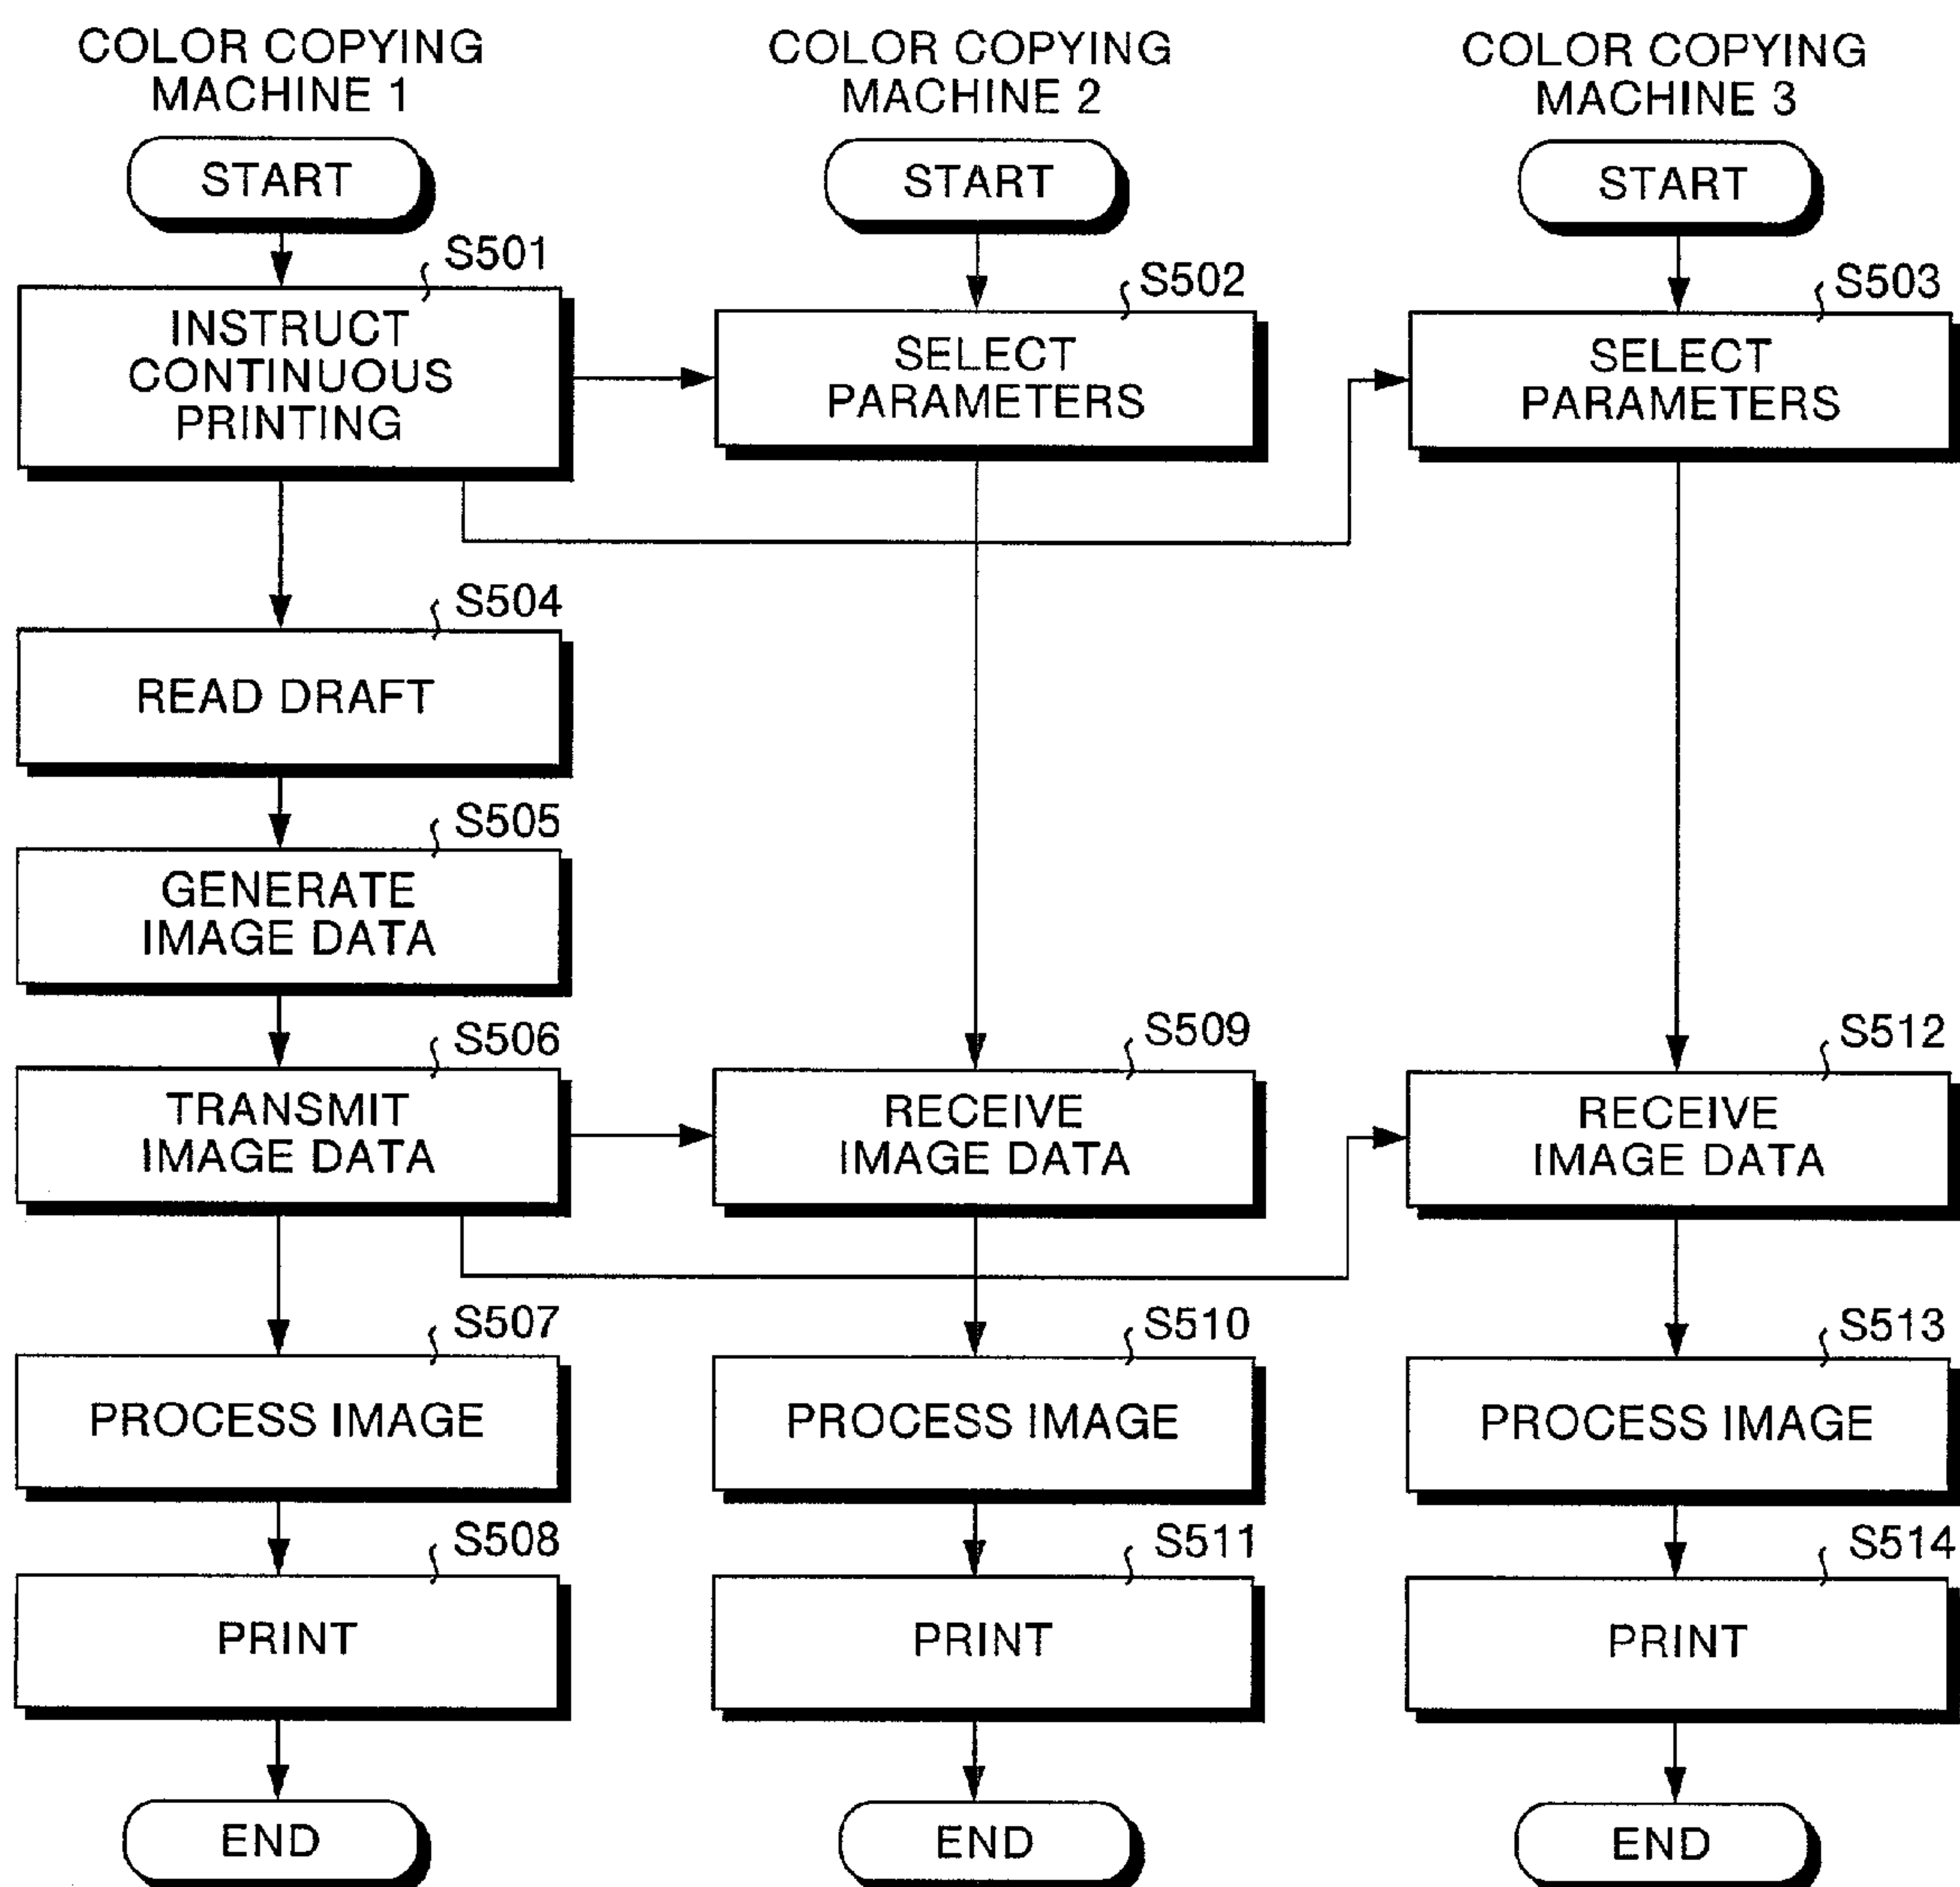 COLOR COPYING
MACHINE 1
COLOR COPYING
MACHINE 2
COLOR COPYING
MACHINE 3
START
START
START
S501
INSTRUCT
CONTINUOUS
PRINTING
S502
SELECT
PARAMETERS
S503
SELECT
PARAMETERS
S504
READ DRAFT
S505
GENERATE
IMAGE DATA
S506
TRANSMIT
IMAGE DATA
S509
RECEIVE
IMAGE DATA
S512
RECEIVE
IMAGE DATA
S507
PROCESS IMAGE
S510
PROCESS IMAGE
S513
PROCESS IMAGE
S508
PRINT
S511
PRINT
S514
PRINT
END
END
END